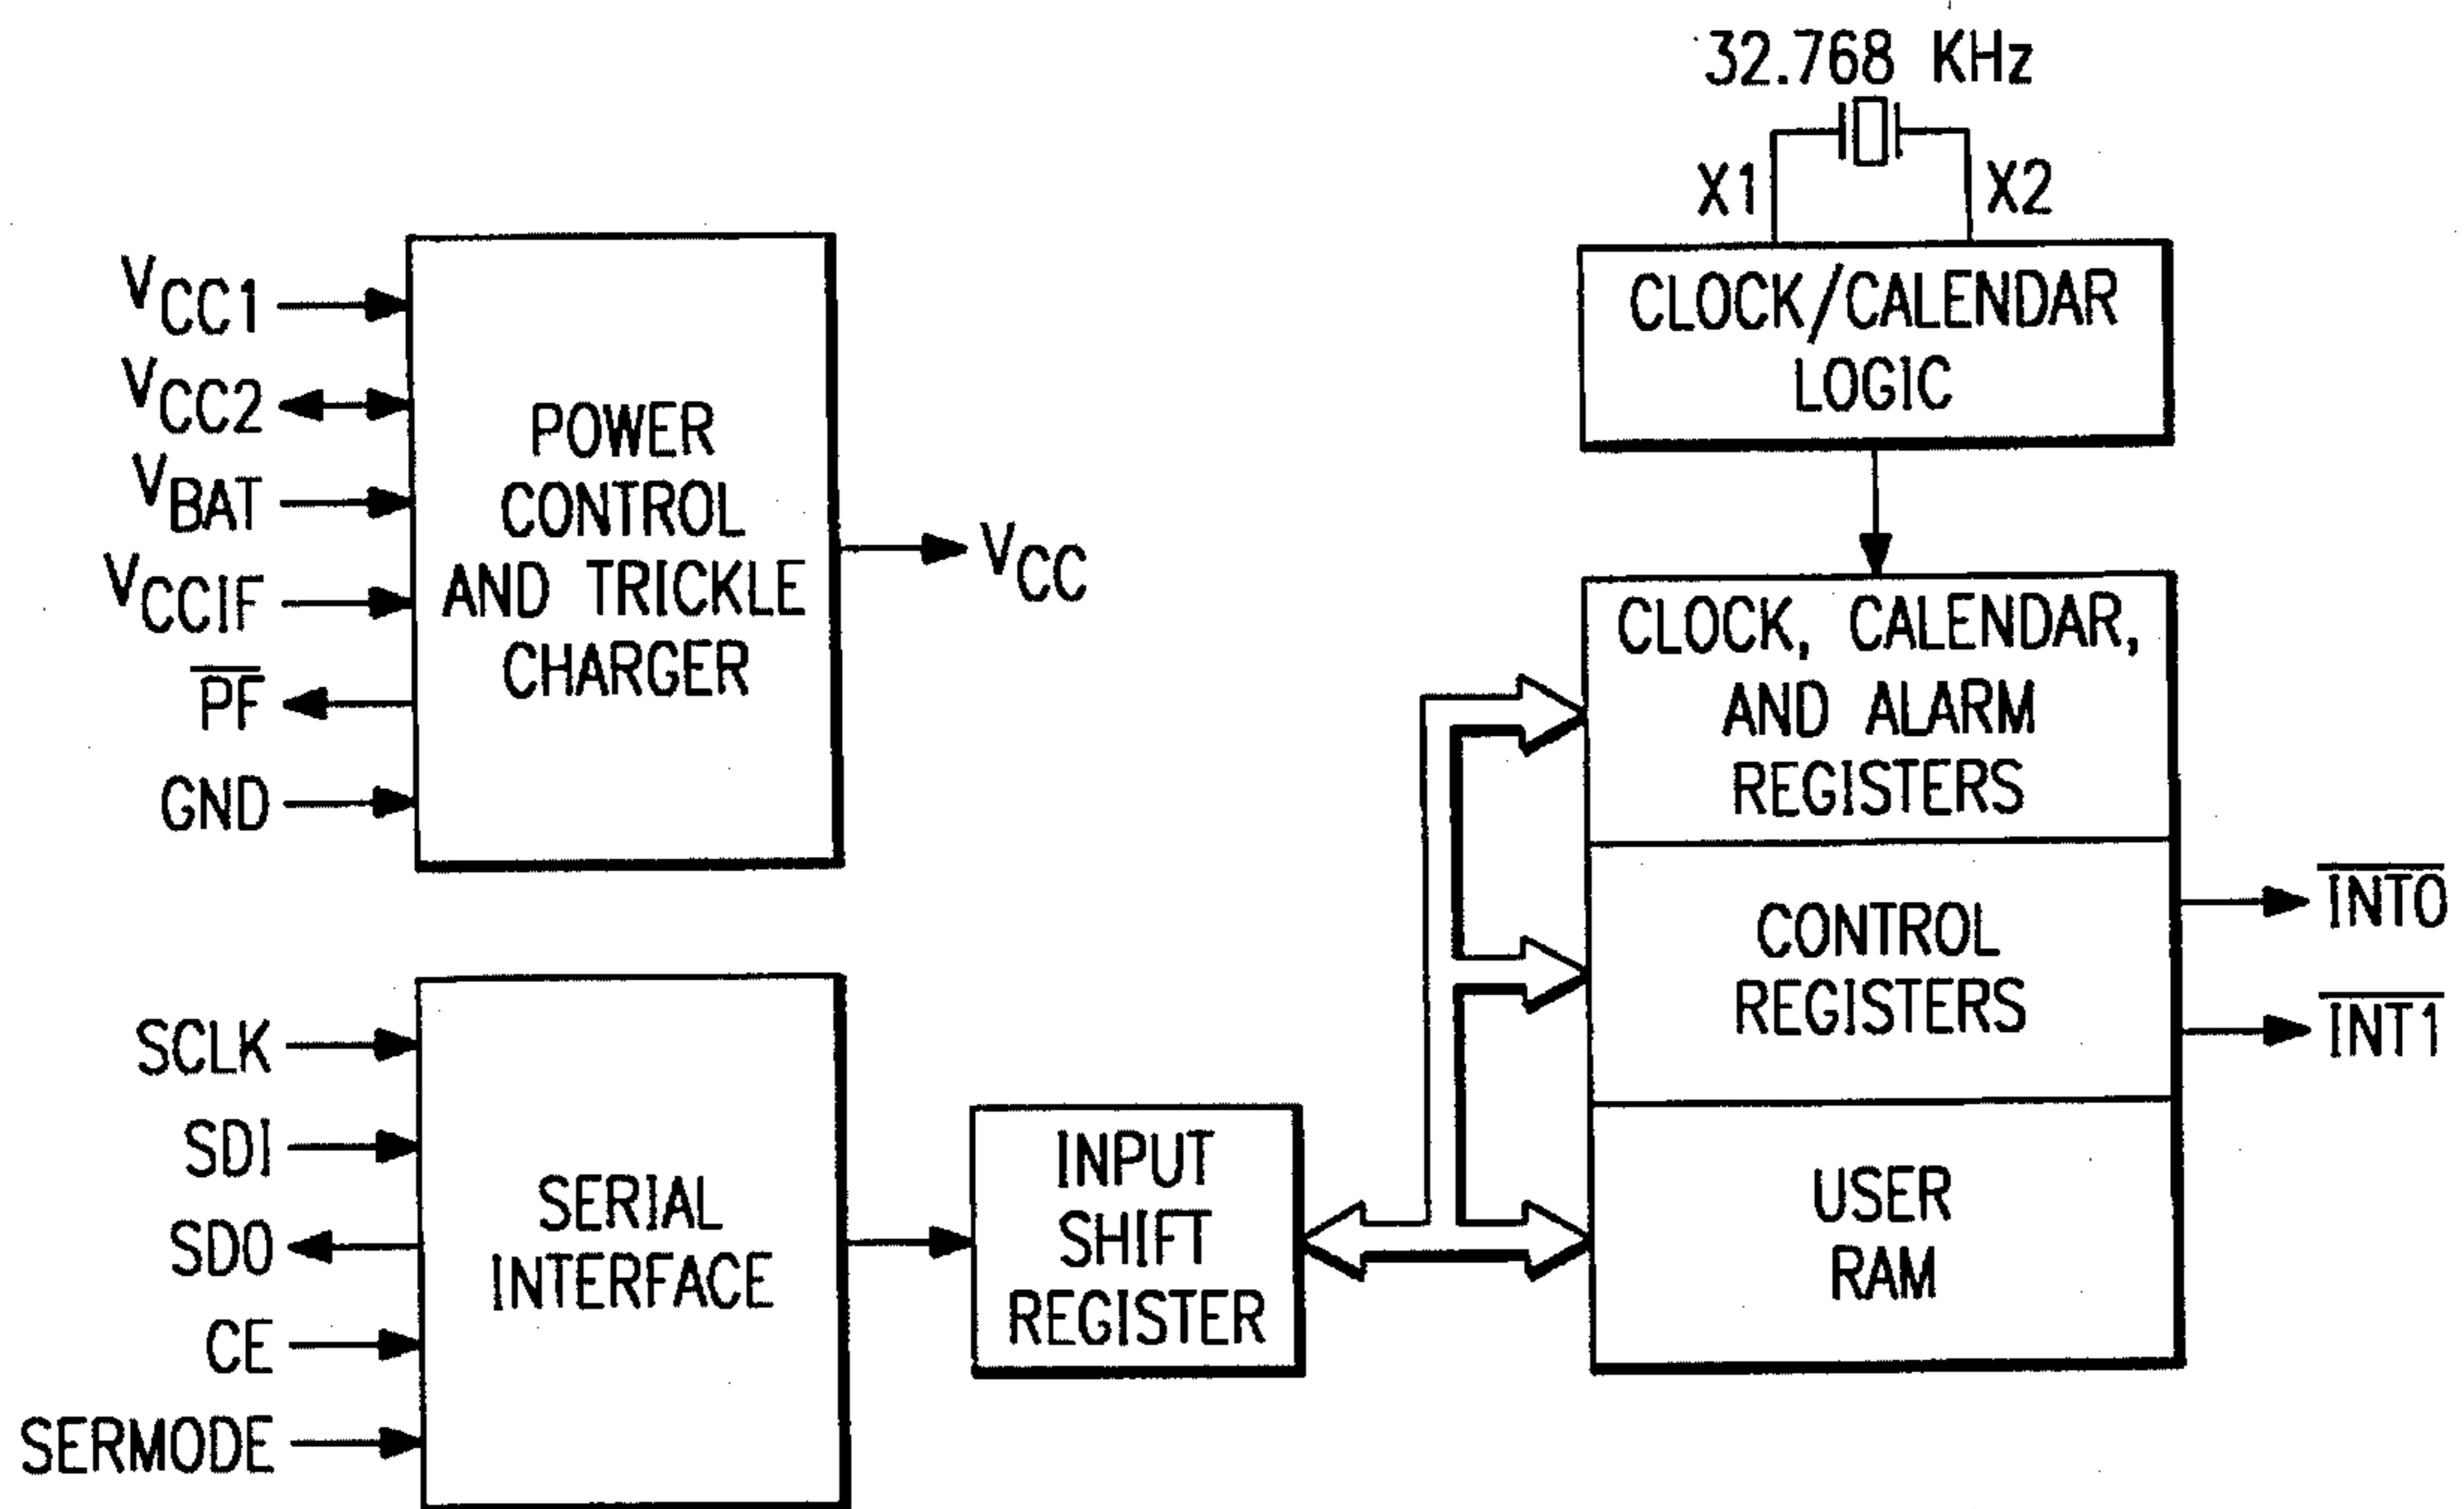 32.768 KHz
X1
X2
CLOCK/CALENDAR
LOGIC
VCC1
VCC2
VBAT
VCCIF
PF
GND
POWER
CONTROL
AND TRICKLE
CHARGER
VCC
CLOCK, CALENDAR,
AND ALARM
REGISTERS
CONTROL
REGISTERS
USER
RAM
INT0
INT1
SCLK
SDI
SDO
CE
SERMODE
SERIAL
INTERFACE
INPUT
SHIFT
REGISTER